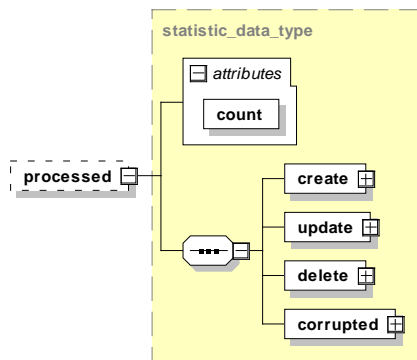 statistic_data_type
attributes
count
processed
create
update
delete
corrupted